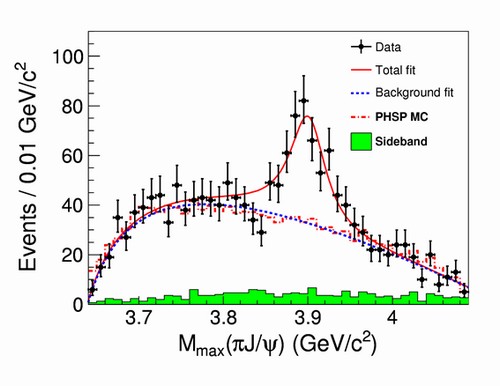 Events / 0.01 GeV/c²
100
80
60
40
20
0
3.7 3.8 3.9 4
M_max(πJ/ψ) (GeV/c²)
Data
Total fit
Background fit
PHSP MC
Sideband